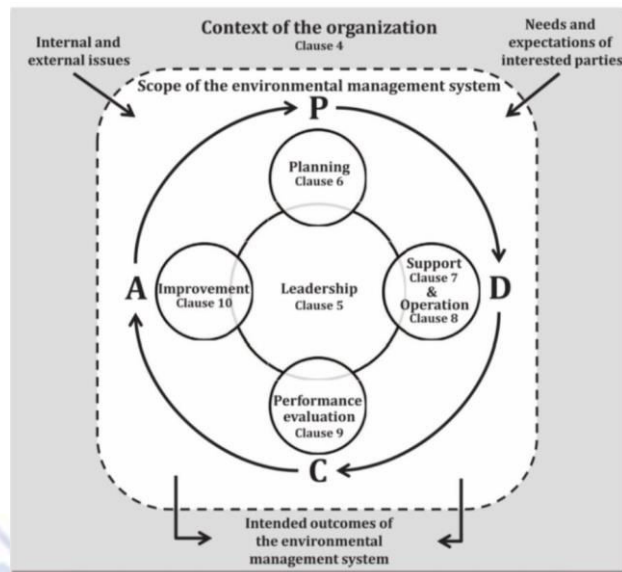 Context of the organization
Clause 4
Internal and
external issues
Needs and
expectations of
interested parties
Scope of the environmental management system
P
Planning
Clause 6
A
Improvement
Clause 10
Leadership
Clause 5
Support
Clause 7
&
Operation
Clause 8
D
Performance
evaluation
Clause 9
C
Intended outcomes of
the environmental
management system